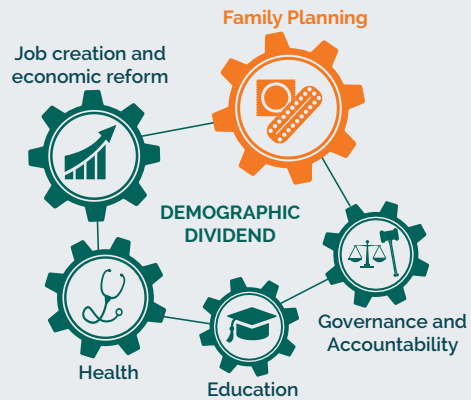 Family Planning
Job creation and
economic reform
DEMOGRAPHIC
DIVIDEND
Governance and
Accountability
Health
Education